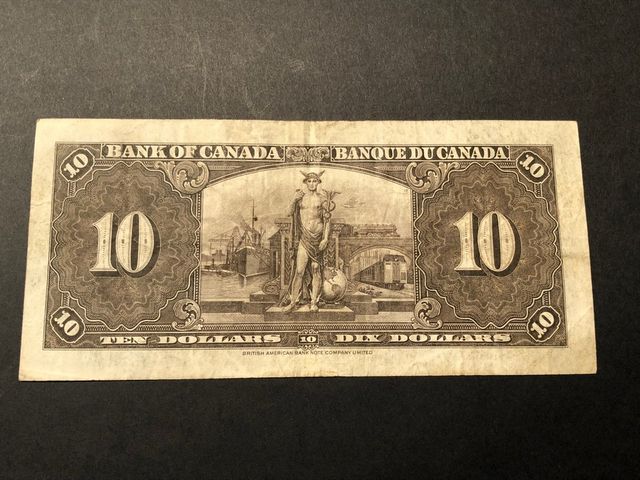 10 BANK OF CANADA BANQUE DU CANADA 10
10 10
10 TEN DOLLARS 10 DIX DOLLARS 10
BRITISH AMERICAN BANK NOTE COMPANY LIMITED